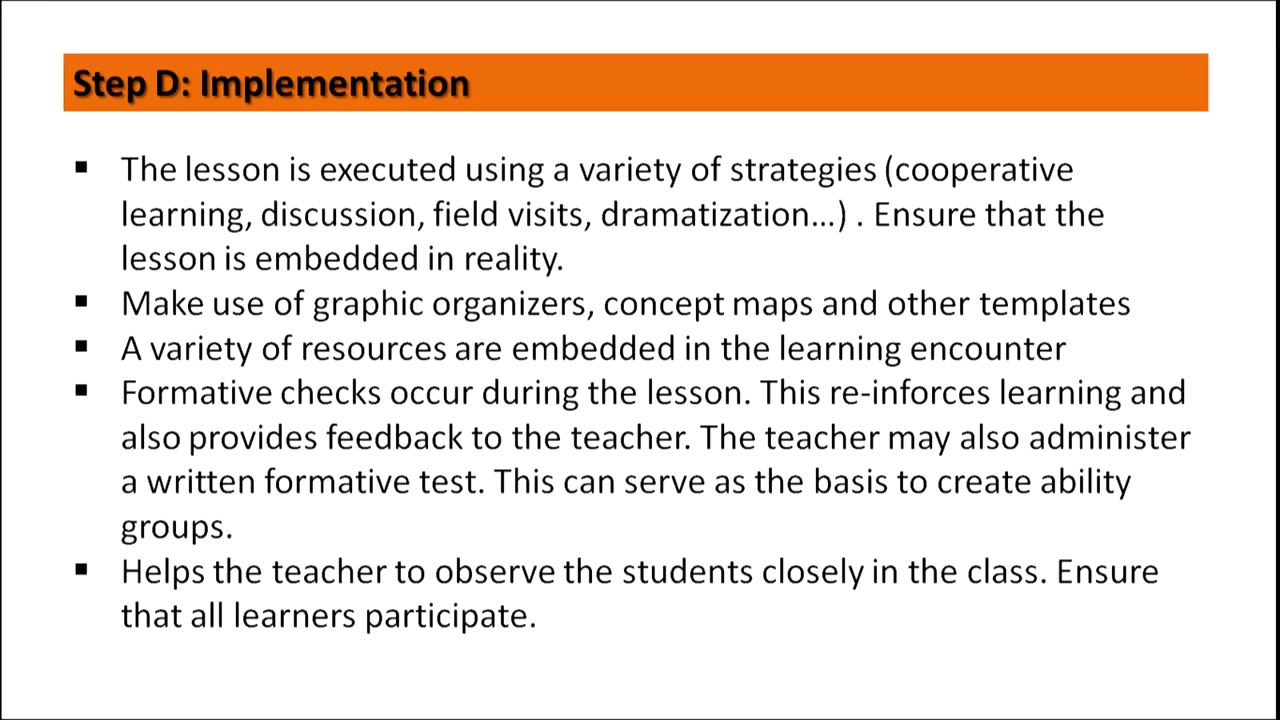 Step D: Implementation
▪ The lesson is executed using a variety of strategies (cooperative
learning, discussion, field visits, dramatization...) . Ensure that the
lesson is embedded in reality.
▪ Make use of graphic organizers, concept maps and other templates
▪ A variety of resources are embedded in the learning encounter
▪ Formative checks occur during the lesson. This re-inforces learning and
also provides feedback to the teacher. The teacher may also administer
a written formative test. This can serve as the basis to create ability
groups.
▪ Helps the teacher to observe the students closely in the class. Ensure
that all learners participate.